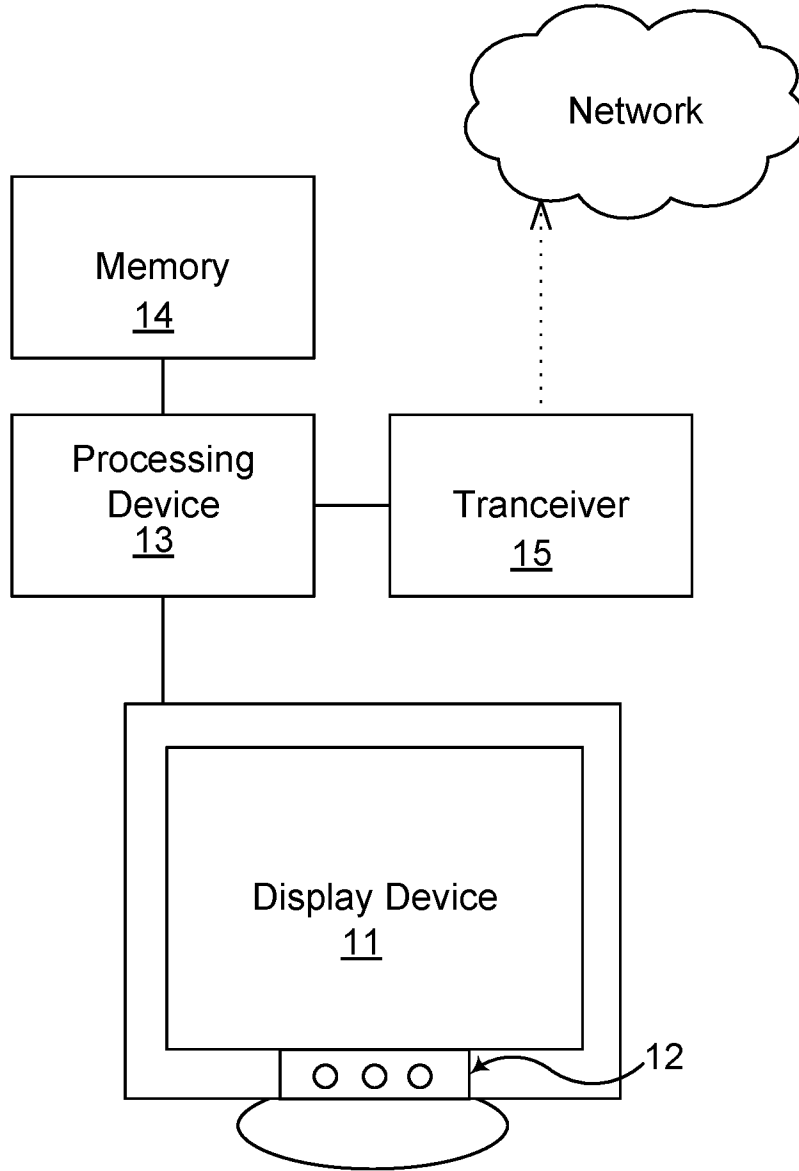 Network
Memory
14
Processing
Device
13
Tranceiver
15
Display Device
11
12